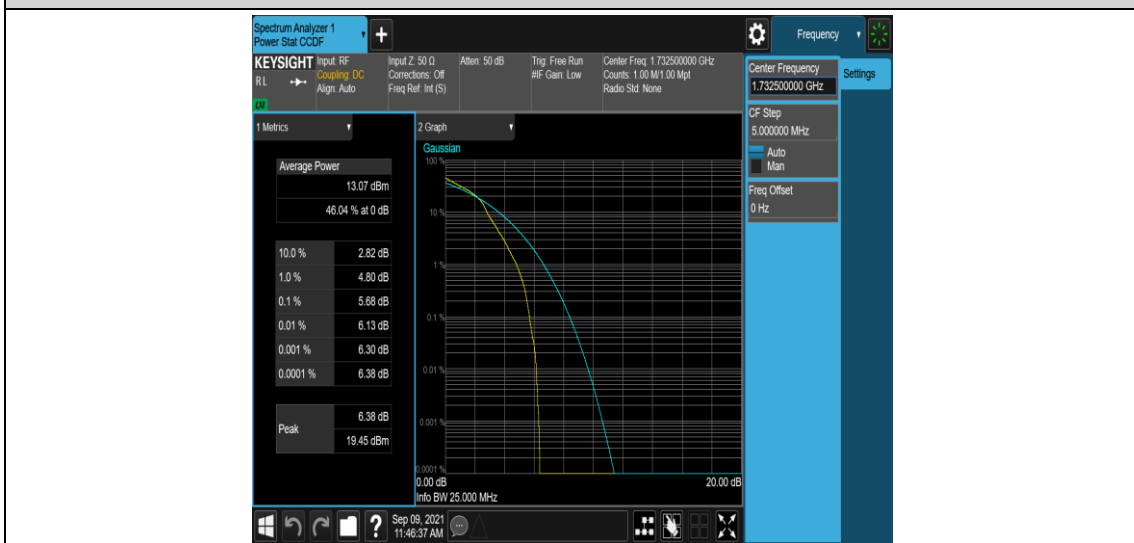 Spectrum Analyzer 1
Power Stat CCDF
+
Frequency
KEYSIGHT
RL
Input: RF
Coupling: DC
Align: Auto
Input Z: 50 Ω
Corrections: Off
Freq Ref: Int (S)
Atten: 50 dB
Trig: Free Run
#IF Gain: Low
Center Freq: 1.732500000 GHz
Counts: 1.00 M/1.00 Mpt
Radio Std: None
Center Frequency
1.732500000 GHz
Settings
CF Step
5.000000 MHz
Auto
Man
Freq Offset
0 Hz
1 Metrics
Average Power
13.07 dBm
46.04 % at 0 dB
10.0 % 2.82 dB
1.0 % 4.80 dB
0.1 % 5.68 dB
0.01 % 6.13 dB
0.001 % 6.30 dB
0.0001 % 6.38 dB
Peak
6.38 dB
19.45 dBm
2 Graph
Gaussian
100 %
10 %
1 %
0.1 %
0.01 %
0.001 %
0.0001 %
0.00 dB 20.00 dB
Info BW 25.000 MHz
?
Sep 09, 2021
11:46:37 AM